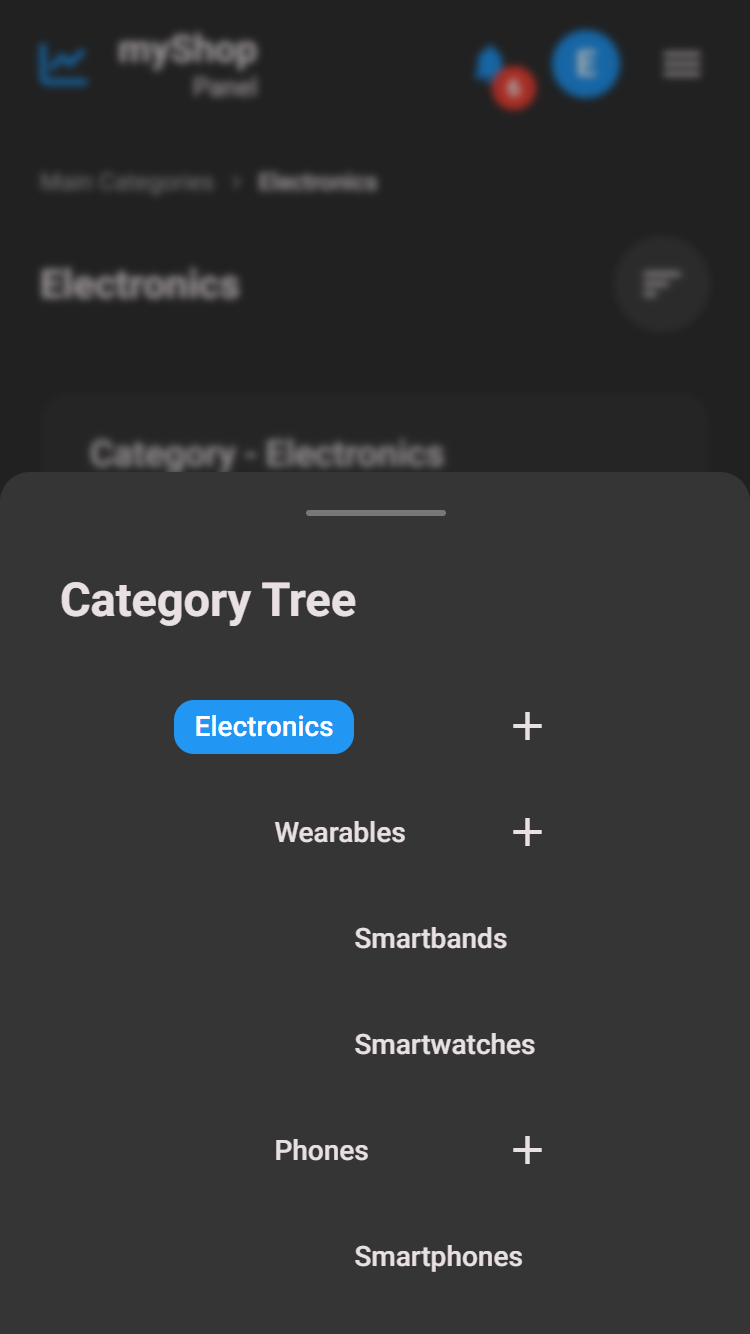 myShop
Panel
E
6
Main Categories > Electronics
Electronics
Category - Electronics
Category Tree
Electronics +
Wearables +
Smartbands
Smartwatches
Phones +
Smartphones